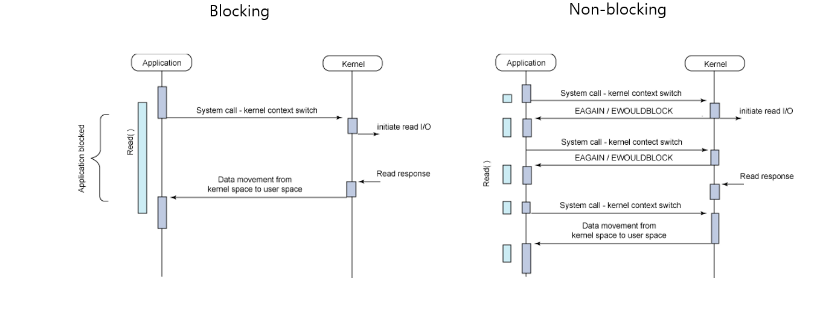 Blocking
Application
Kernel
System call - kernel context switch
initiate read I/O
Application blocked
Read( )
Read response
Data movement from
kernel space to user space
Non-blocking
Application
Kernel
System call - kernel context switch
EAGAIN / EWOULDBLOCK
initiate read I/O
System call - kernel contect switch
EAGAIN / EWOULDBLOCK
Read( )
Read response
System call - kernel context switch
Data movement from
kernel space to user space